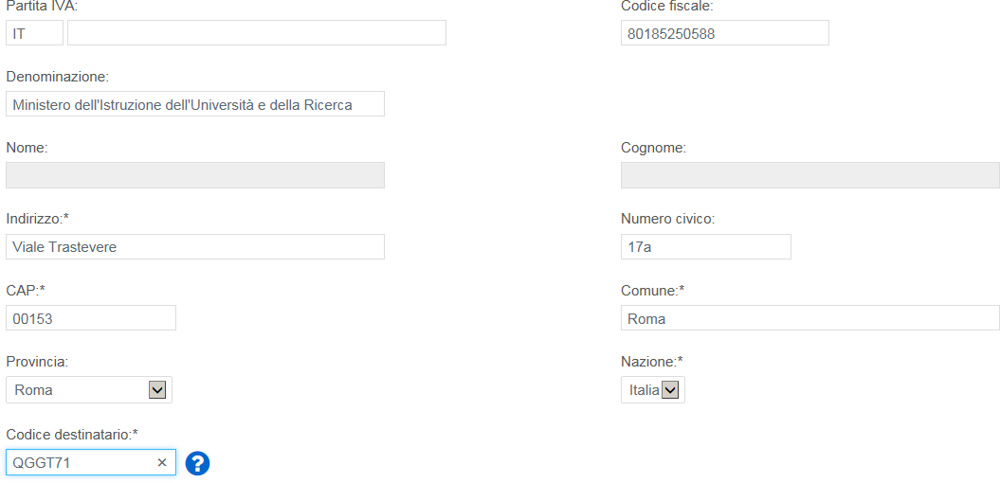 Partita IVA: Codice fiscale:
IT 80185250588
Denominazione:
Ministero dell'Istruzione dell'Università e della Ricerca
Nome: Cognome:
Indirizzo:* Numero civico:
Viale Trastevere 17a
CAP:* Comune:*
00153 Roma
Provincia: Nazione:*
Roma Italia
Codice destinatario:*
QGGT71 × ?